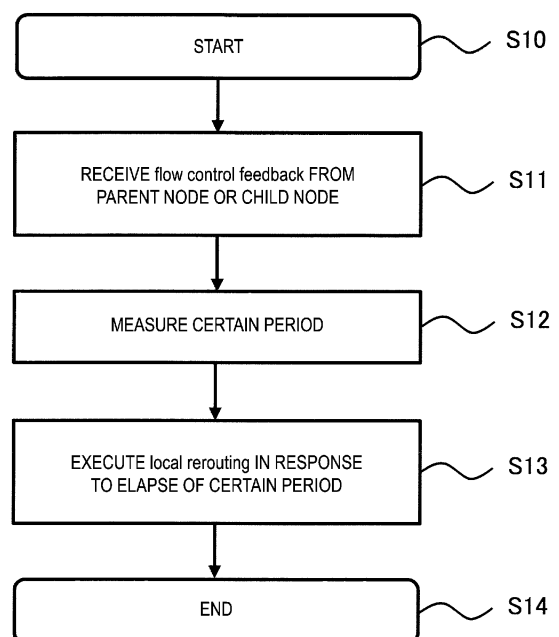 START
S10
RECEIVE flow control feedback FROM
PARENT NODE OR CHILD NODE
S11
MEASURE CERTAIN PERIOD
S12
EXECUTE local rerouting IN RESPONSE
TO ELAPSE OF CERTAIN PERIOD
S13
END
S14